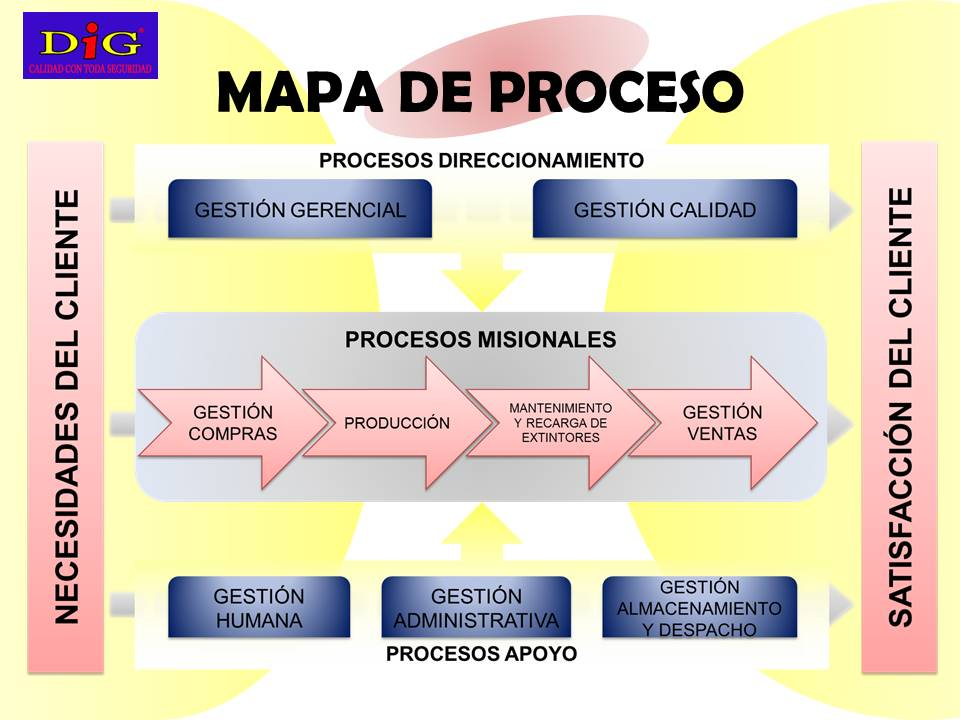 DiG
CALIDAD CON TODA SEGURIDAD
MAPA DE PROCESO
NECESIDADES DEL CLIENTE
PROCESOS DIRECCIONAMIENTO
GESTIÓN GERENCIAL
GESTIÓN CALIDAD
PROCESOS MISIONALES
GESTIÓN
COMPRAS
PRODUCCIÓN
MANTENIMIENTO
Y RECARGA DE
EXTINTORES
GESTIÓN
VENTAS
GESTIÓN
HUMANA
GESTIÓN
ADMINISTRATIVA
GESTIÓN
ALMACENAMIENTO
Y DESPACHO
PROCESOS APOYO
SATISFACCIÓN DEL CLIENTE